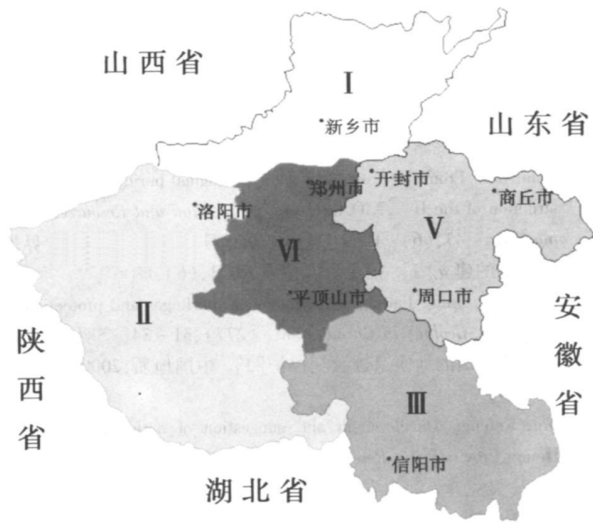 山西省
Ⅰ
新乡市
山东省
开封市
郑州市
商丘市
洛阳市
Ⅴ
Ⅵ
平顶山市
周口市
Ⅱ
安徽省
陕西省
Ⅲ
信阳市
湖北省